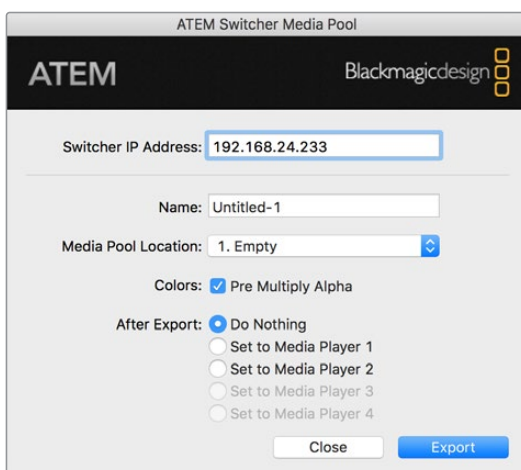 ATEM Switcher Media Pool
ATEM
Blackmagicdesign
Switcher IP Address: 192.168.24.233
Name: Untitled-1
Media Pool Location: 1. Empty
Colors: Pre Multiply Alpha
After Export: Do Nothing
Set to Media Player 1
Set to Media Player 2
Set to Media Player 3
Set to Media Player 4
Close Export